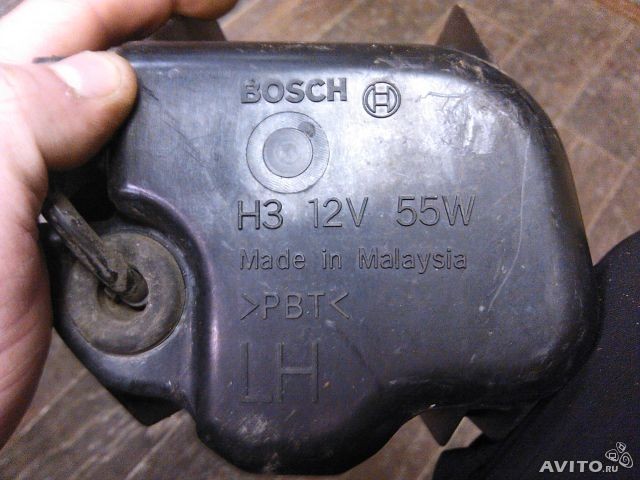 BOSCH
H3 12V 55W
Made in Malaysia
>PBT<
LH
AVITO.ru